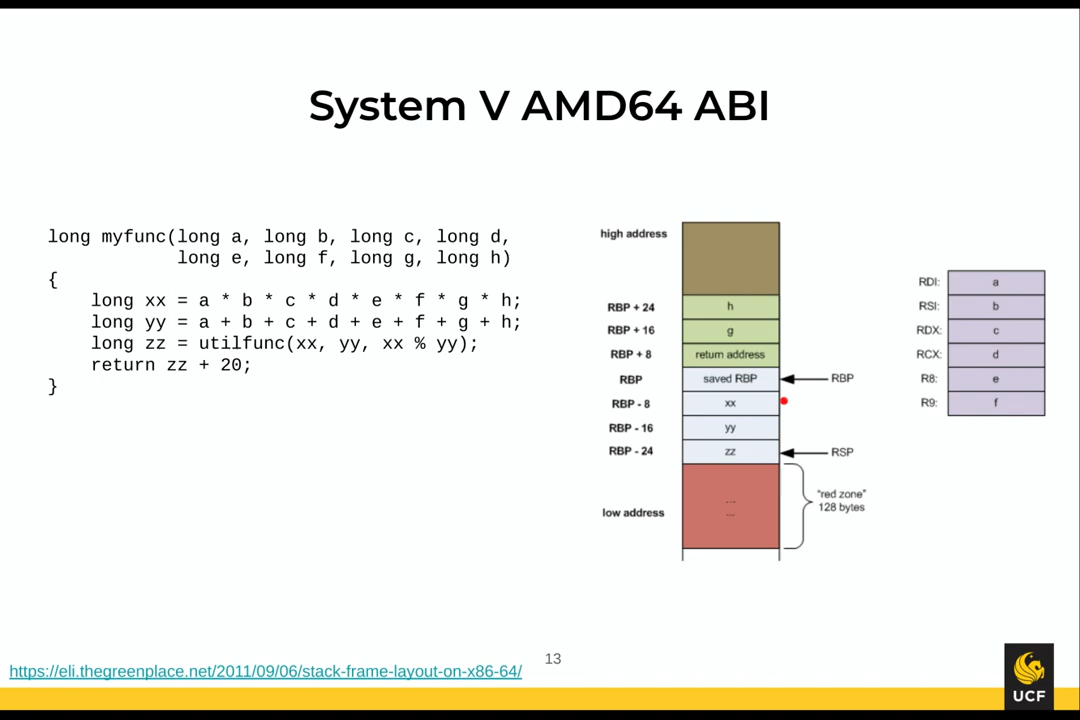 System V AMD64 ABI
long myfunc(long a, long b, long c, long d,
long e, long f, long g, long h)
{
long xx = a * b * c * d * e * f * g * h;
long yy = a + b + c + d + e + f + g + h;
long zz = utilfunc(xx, yy, xx % yy);
return zz + 20;
}
high address
RBP + 24 h
RBP + 16 g
RBP + 8 return address
RBP saved RBP RBP
RBP - 8 xx
RBP - 16 yy
RBP - 24 zz RSP
...
...
low address
"red zone"
128 bytes
RDI: a
RSI: b
RDX: c
RCX: d
R8: e
R9: f
13
https://eli.thegreenplace.net/2011/09/06/stack-frame-layout-on-x86-64/
UCF